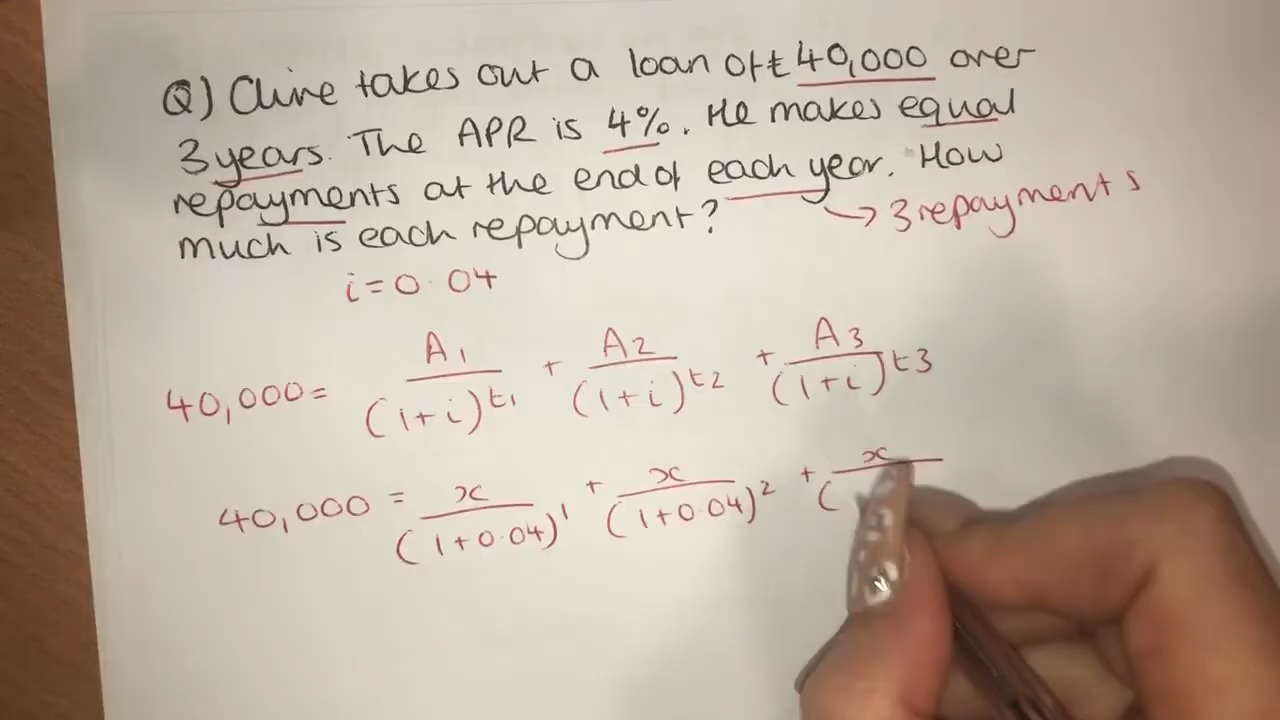 Q) Clive takes out a loan of £40,000 over
3 years. The APR is 4%. He makes equal
repayments at the end of each year. How
much is each repayment?
→ 3 repayments
i=0.04
40,000 = A1/(1+i)^t1 + A2/(1+i)^t2 + A3/(1+i)^t3
40,000 = x/(1+0.04)^1 + x/(1+0.04)^2 + x/(